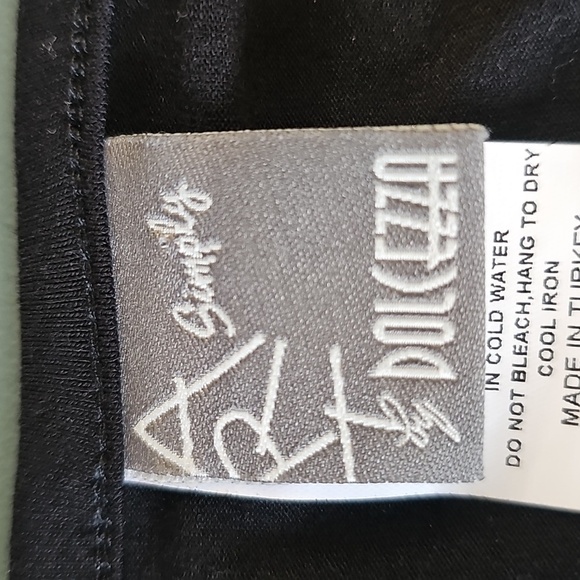 Simply
ART
by DOLCEZZA
IN COLD WATER
DO NOT BLEACH,HANG TO DRY
COOL IRON
MADE IN TURKEY